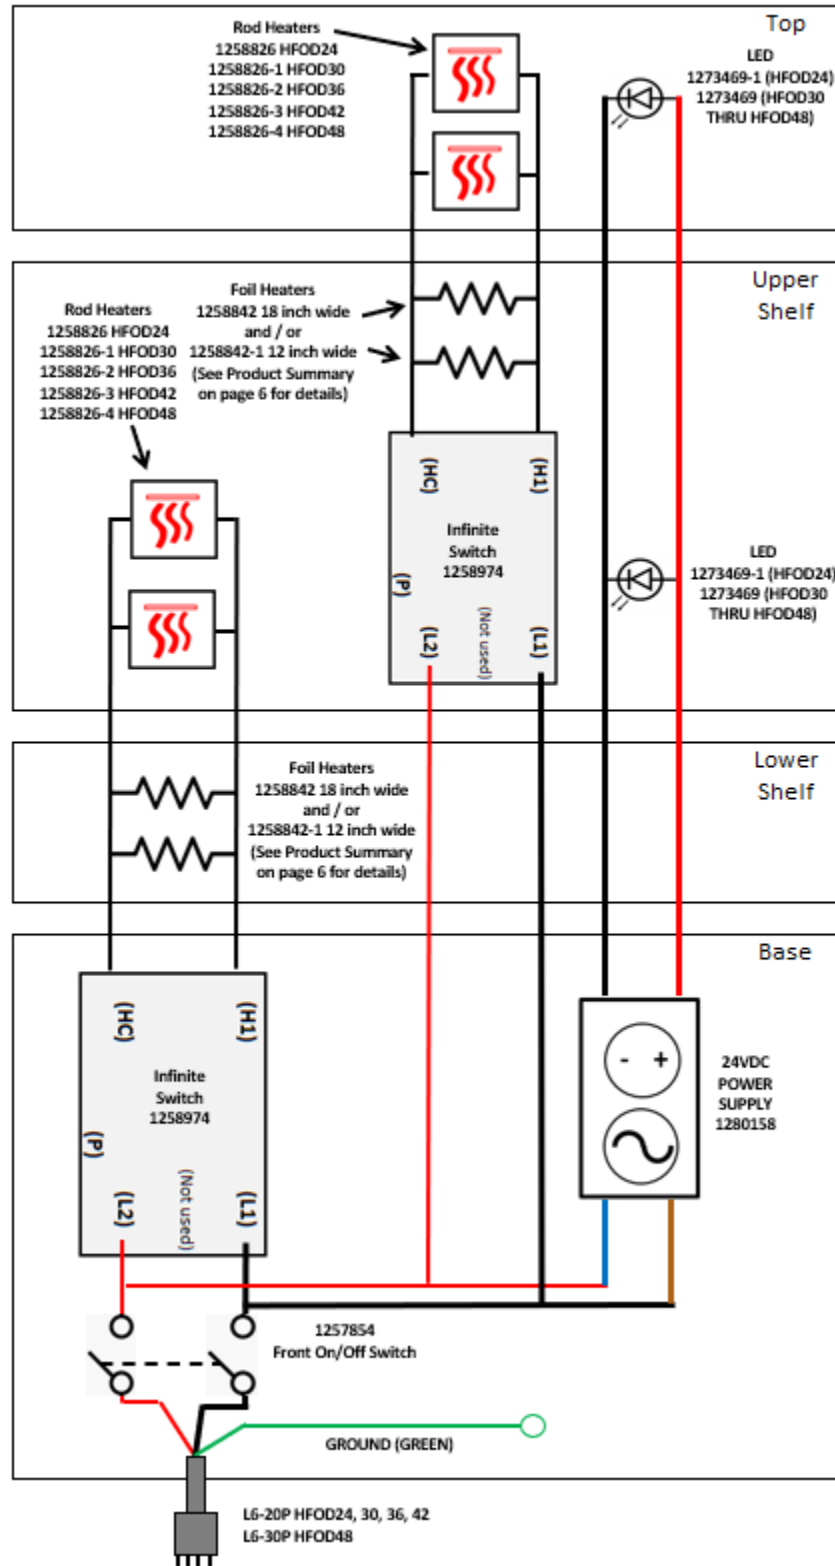 Top
Rod Heaters
1258826 HFOD24
1258826-1 HFOD30
1258826-2 HFOD36
1258826-3 HFOD42
1258826-4 HFOD48
LED
1273469-1 (HFOD24)
1273469 (HFOD30
THRU HFOD48)
Upper
Shelf
Foil Heaters
1258842 18 inch wide
and / or
1258842-1 12 inch wide
(See Product Summary
on page 6 for details)
Rod Heaters
1258826 HFOD24
1258826-1 HFOD30
1258826-2 HFOD36
1258826-3 HFOD42
1258826-4 HFOD48
(HC)
(H1)
Infinite
Switch
1258974
(P)
(L2)
(Not used)
(L1)
LED
1273469-1 (HFOD24)
1273469 (HFOD30
THRU HFOD48)
Lower
Shelf
Foil Heaters
1258842 18 inch wide
and / or
1258842-1 12 inch wide
(See Product Summary
on page 6 for details)
Base
(HC)
(H1)
Infinite
Switch
1258974
(P)
(L2)
(Not used)
(L1)
- +
24VDC
POWER
SUPPLY
1280158
1257854
Front On/Off Switch
GROUND (GREEN)
L6-20P HFOD24, 30, 36, 42
L6-30P HFOD48